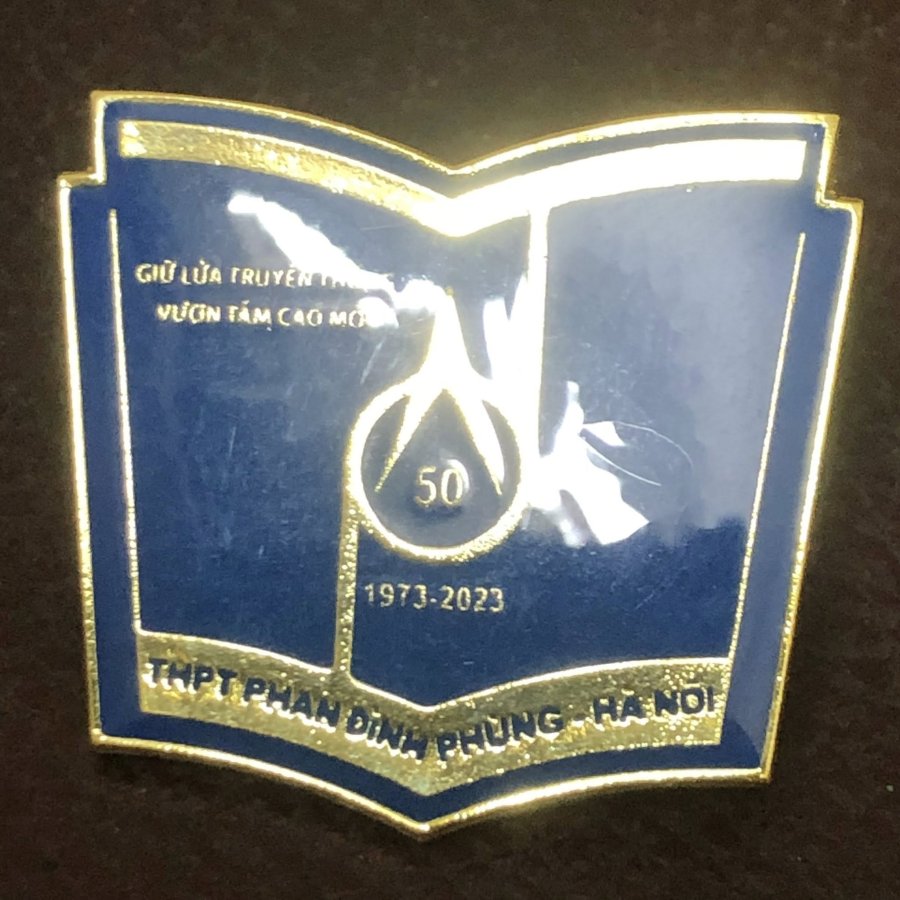 GIỮ LỬA TRUYỀN
VƯƠN TẦM CAO
50
1973-2023
THPT PHAN ĐÌNH PHÙNG - HÀ NỘI